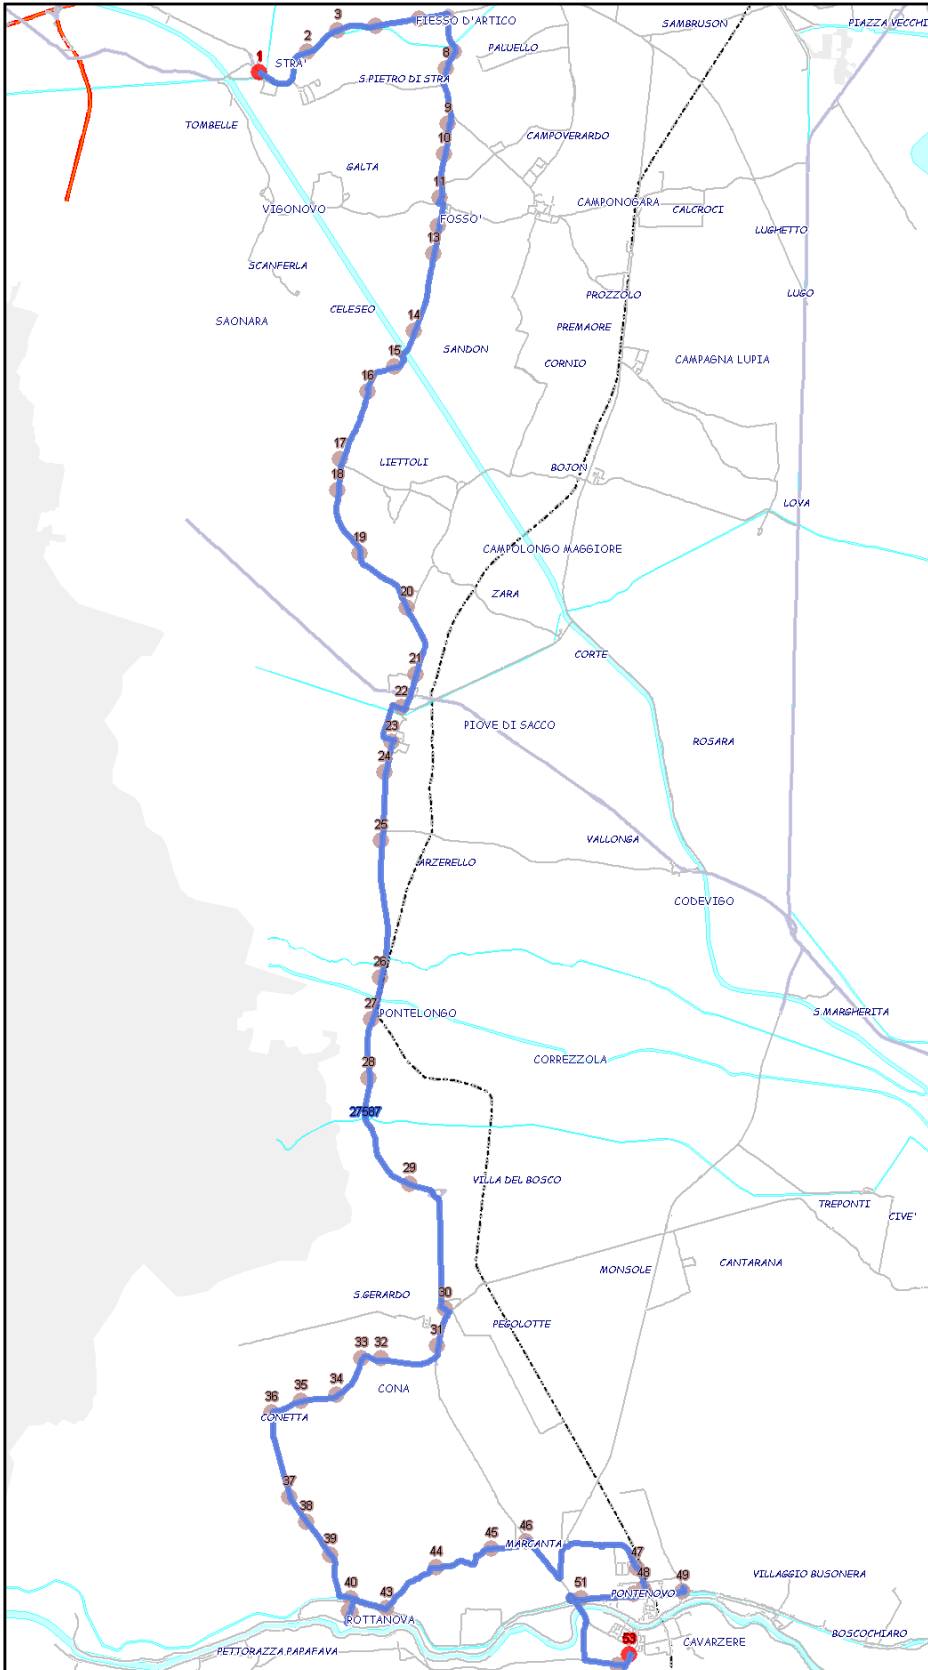 FIESSO D'ARTICO
SAMBRUSON
PIAZZA VECCHI
3
2
1
STRA'
PALUELLO
8
S.PIETRO DI STRA
9
TOMBELLE
CAMPOVERARDO
10
GALTA
11
VIGONOVO
FOSSO'
CAMPONOGARA
CALCROCI
LUGHETTO
13
SCANFERLA
PROZZOLO
LUGO
CELESEO
SAONARA
14
PREMAORE
SANDON
15
CORNIO
CAMPAGNA LUPIA
16
17
LIETTOLI
BOJON
18
LOVA
19
CAMPOLONGO MAGGIORE
ZARA
20
CORTE
21
22
PIOVE DI SACCO
23
ROSARA
24
25
VALLONGA
ARZERELLO
CODEVIGO
26
27
PONTELONGO
S.MARGHERITA
CORREZZOLA
28
27587
29
VILLA DEL BOSCO
TREPONTI
CIVE'
CANTARANA
MONSOLE
S.GERARDO
30
PEGOLOTTE
31
33
32
CONA
34
35
36
CONETTA
37
38
39
46
MARCANTA
45
44
47
48
49
VILLAGGIO BUSONERA
40
43
51
PONTENOVO
ROTTANOVA
BOSCOCHIARO
CAVARZERE
PETTORAZZA PAPAFAVA
53